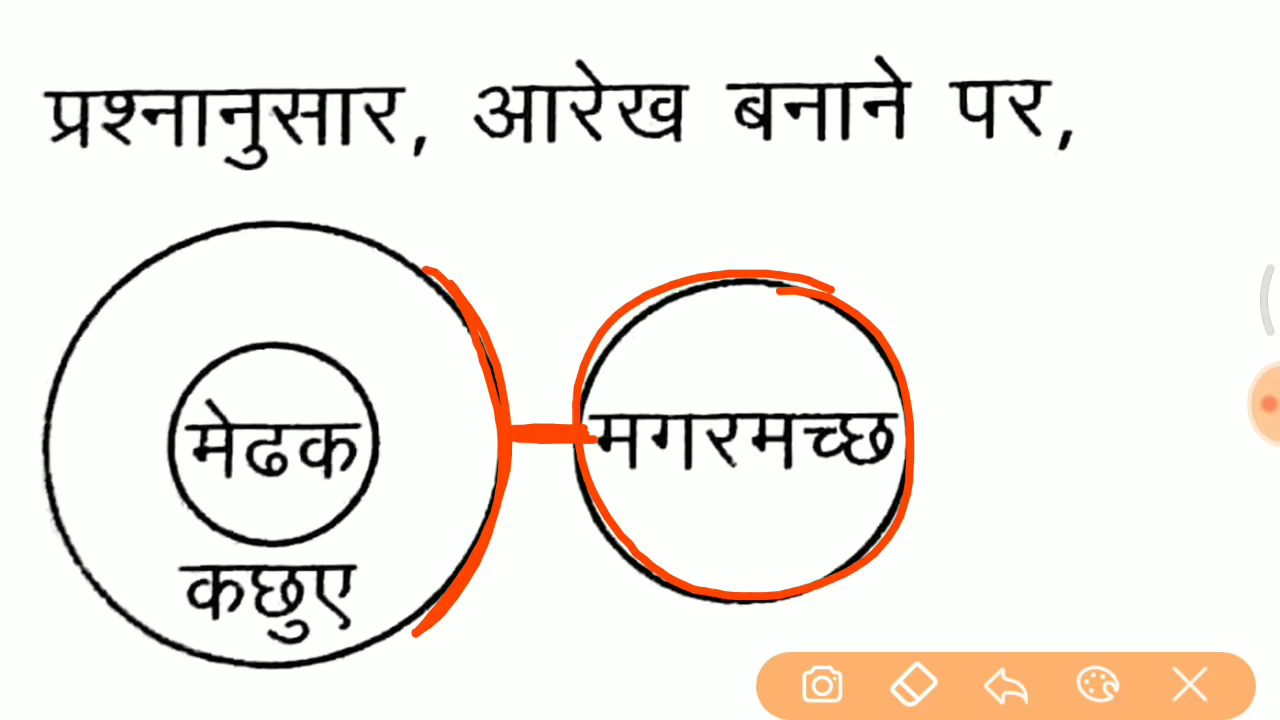 प्रश्नानुसार, आरेख बनाने पर,
मेढक
कछुए
मगरमच्छ